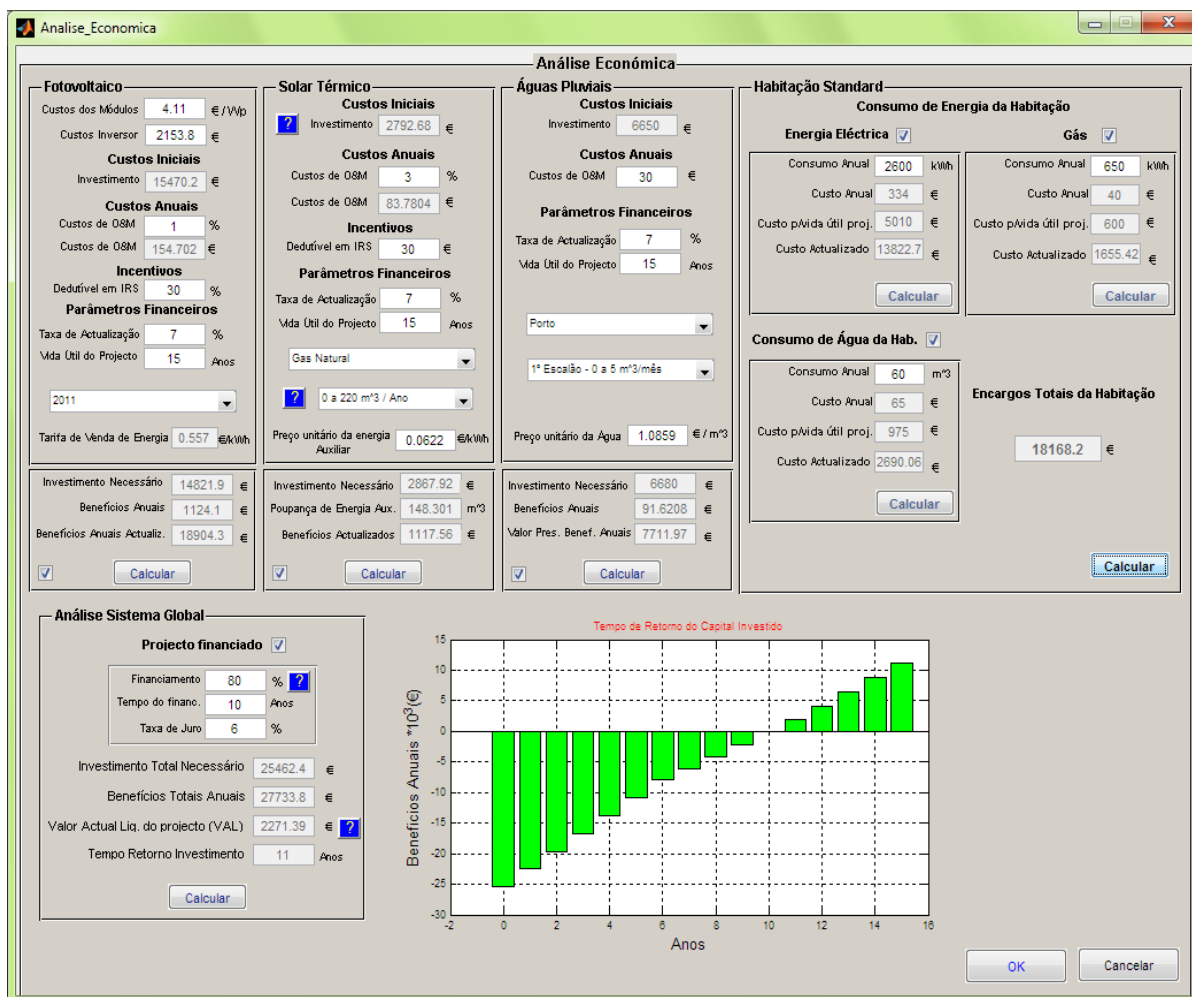 Analise_Economica
Análise Económica
Fotovoltaico
Custos dos Módulos 4.11 €/Wp
Custos Inversor 2153.8 €
Custos Iniciais
Investimento 15470.2 €
Custos Anuais
Custos de O&M 1 %
Custos de O&M 154.702 €
Incentivos
Dedutível em IRS 30 %
Parâmetros Financeiros
Taxa de Actualização 7 %
Vida Útil do Projecto 15 Anos
2011
Tarifa de Venda de Energia 0.557 €/kWh
Investimento Necessário 14821.9 €
Benefícios Anuais 1124.1 €
Benefícios Anuais Actualiz. 18904.3 €
Calcular
Solar Térmico
Custos Iniciais
? Investimento 2792.68 €
Custos Anuais
Custos de O&M 3 %
Custos de O&M 83.7804 €
Incentivos
Dedutível em IRS 30 €
Parâmetros Financeiros
Taxa de Actualização 7 %
Vida Útil do Projecto 15 Anos
Gas Natural
? 0 a 220 m^3 / Ano
Preço unitário da energia
Auxiliar 0.0622 €/kWh
Investimento Necessário 2867.92 €
Poupança de Energia Aux. 148.301 m^3
Benefícios Actualizados 1117.56 €
Calcular
Águas Pluviais
Custos Iniciais
Investimento 6650 €
Custos Anuais
Custos de O&M 30 €
Parâmetros Financeiros
Taxa de Actualização 7 %
Vida Útil do Projecto 15 Anos
Porto
1º Escalão - 0 a 5 m^3/mês
Preço unitário da Água 1.0859 € / m^3
Investimento Necessário 6680 €
Benefícios Anuais 91.6208 €
Valor Pres. Benef. Anuais 7711.97 €
Calcular
Habitação Standard
Consumo de Energia da Habitação
Energia Eléctrica
Consumo Anual 2600 kWh
Custo Anual 334 €
Custo p/vida útil proj. 5010 €
Custo Actualizado 13822.7 €
Calcular
Gás
Consumo Anual 650 kWh
Custo Anual 40 €
Custo p/vida útil proj. 600 €
Custo Actualizado 1655.42 €
Calcular
Consumo de Água da Hab.
Consumo Anual 60 m^3
Custo Anual 65 €
Custo p/vida útil proj. 975 €
Custo Actualizado 2690.06 €
Calcular
Encargos Totais da Habitação
18168.2 €
Calcular
Análise Sistema Global
Projecto financiado
Financiamento 80 % ?
Tempo do financ. 10 Anos
Taxa de Juro 6 %
Investimento Total Necessário 25462.4 €
Benefícios Totais Anuais 27733.8 €
Valor Actual Liq. do projecto (VAL) 2271.39 € ?
Tempo Retorno Investimento 11 Anos
Calcular
Tempo de Retorno do Capital Investido
Benefícios Anuais *10³(€)
15
10
5
0
-5
-10
-15
-20
-25
-30
-2 0 2 4 6 8 10 12 14 16
Anos
OK Cancelar